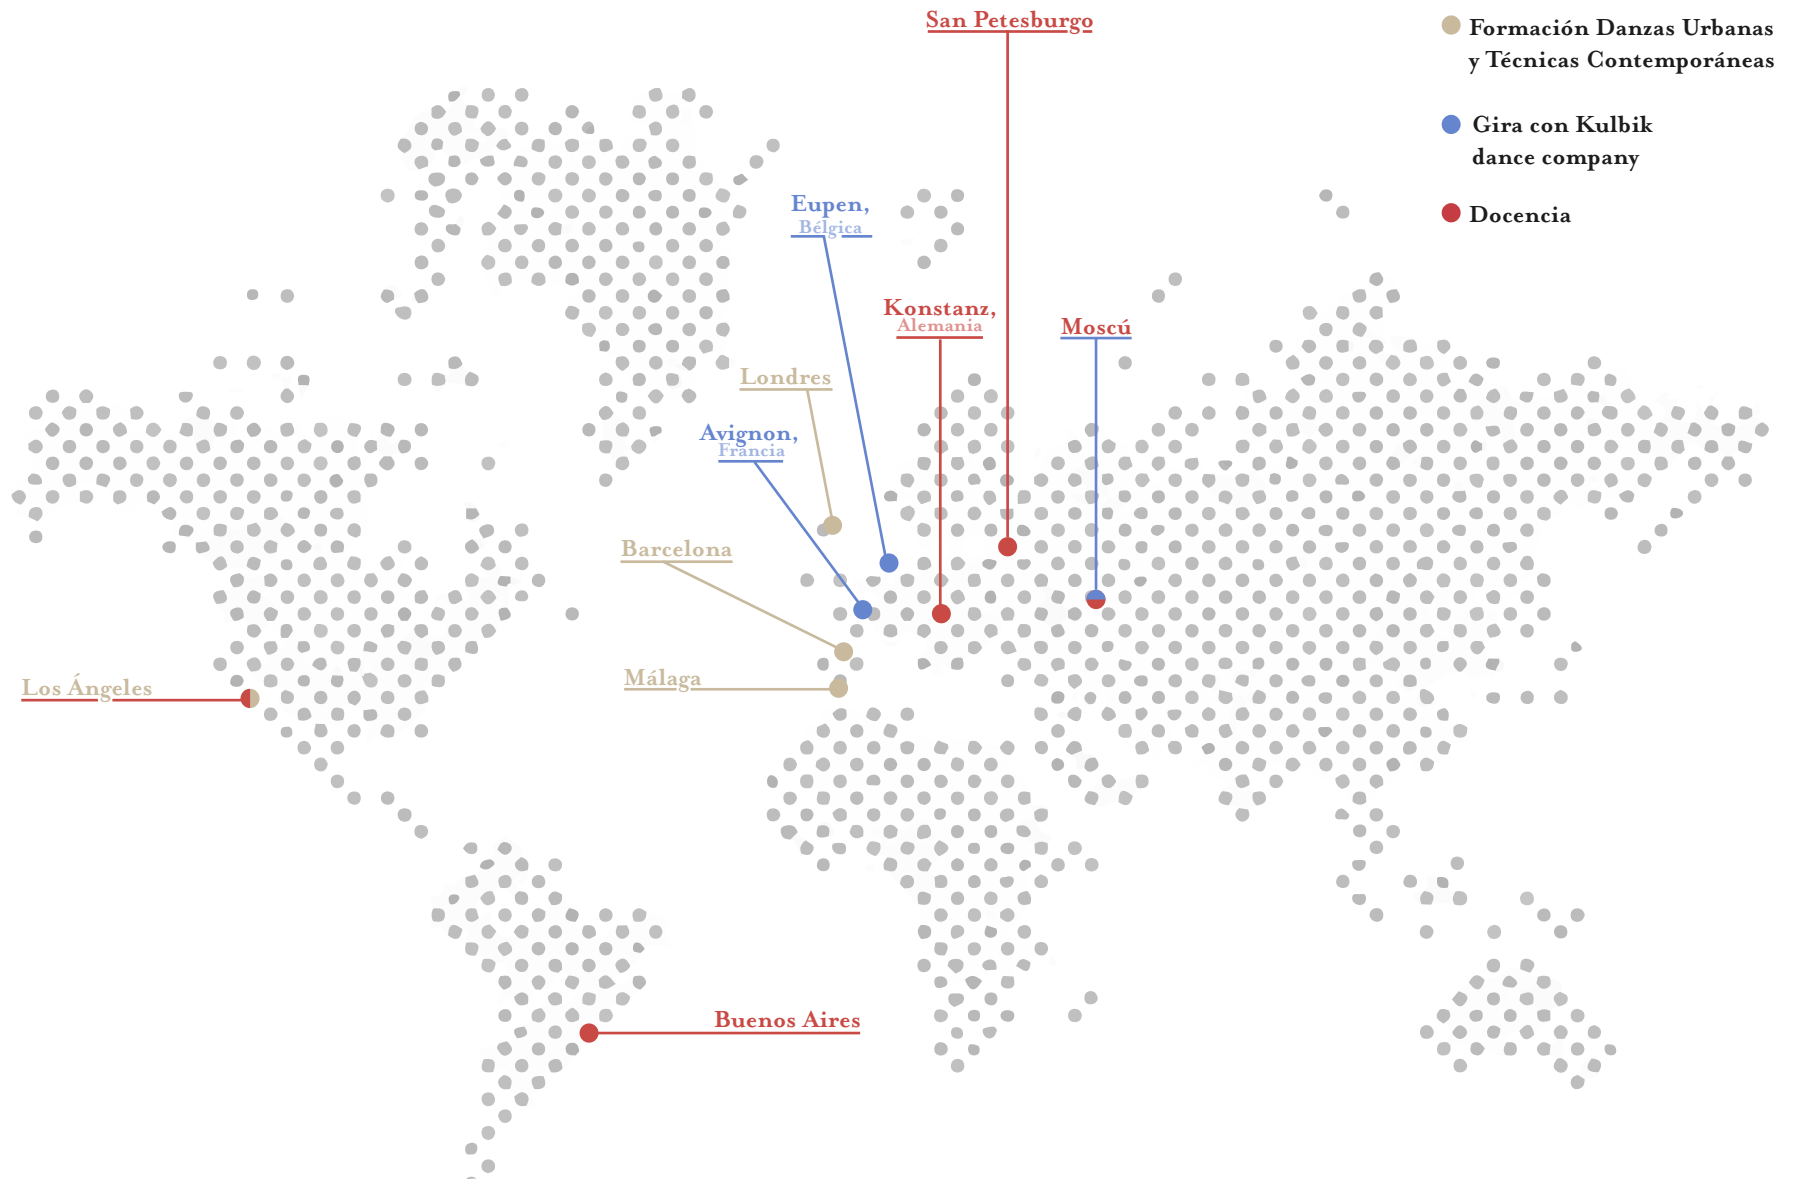 San Petesburgo
Formación Danzas Urbanas
y Técnicas Contemporáneas
Gira con Kulbik
dance company
Docencia
Eupen,
Bélgica
Konstanz,
Alemania
Moscú
Londres
Avignon,
Francia
Barcelona
Málaga
Los Ángeles
Buenos Aires